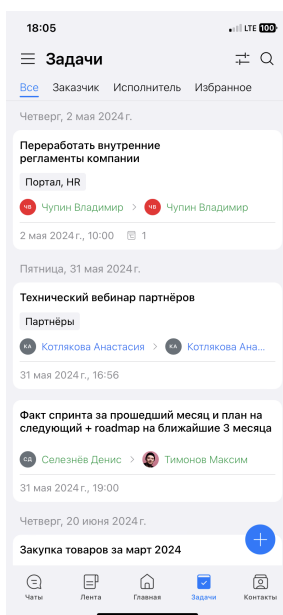 18:05
LTE 100
Задачи
Все Заказчик Исполнитель Избранное
Четверг, 2 мая 2024 г.
Переработать внутренние
регламенты компании
Портал, HR
ЧВ Чупин Владимир > ЧВ Чупин Владимир
2 мая 2024 г., 10:00 1
Пятница, 31 мая 2024 г.
Технический вебинар партнёров
Партнёры
КА Котлякова Анастасия > КА Котлякова Ана...
31 мая 2024 г., 16:56
Факт спринта за прошедший месяц и план на
следующий + roadmap на ближайшие 3 месяца
СД Селезнёв Денис > Тимонов Максим
31 мая 2024 г., 19:00
Четверг, 20 июня 2024 г.
Закупка товаров за март 2024
Чаты Лента Главная Задачи Контакты